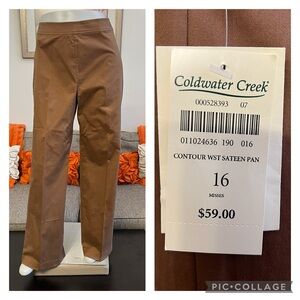 Coldwater Creek
000528393 07
011024636 190 016
CONTOUR WST SATEEN PAN
16
MISSES
$59.00
PIC•COLLAGE